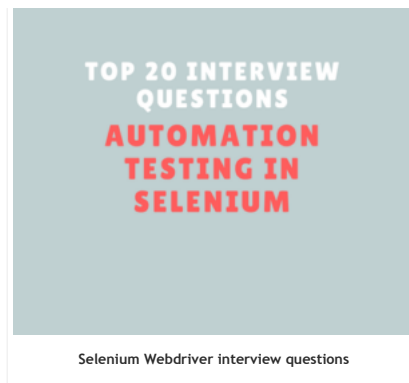 TOP 20 INTERVIEW
QUESTIONS
AUTOMATION
TESTING IN
SELENIUM
Selenium Webdriver interview questions